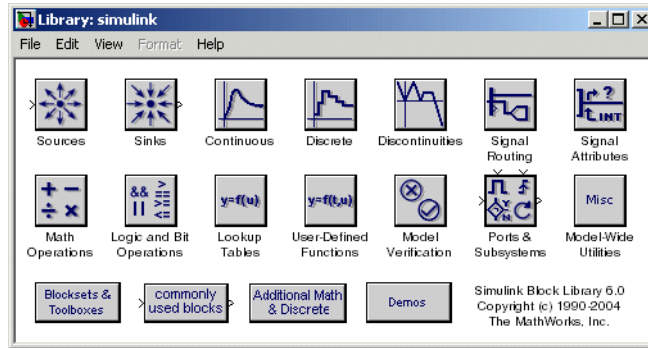 Library: simulink
File Edit View Format Help
Sources
Sinks
Continuous
Discrete
Discontinuities
Signal
Routing
?
INT
Signal
Attributes
+ −
÷ ×
Math
Operations
&& >
|| ==
<=
Logic and Bit
Operations
y=f(u)
Lookup
Tables
y=f(t,u)
User-Defined
Functions
Model
Verification
Y
N
C
Ports &
Subsystems
Misc
Model-Wide
Utilities
Blocksets &
Toolboxes
commonly
used blocks
Additional Math
& Discrete
Demos
Simulink Block Library 6.0
Copyright (c) 1990-2004
The MathWorks, Inc.